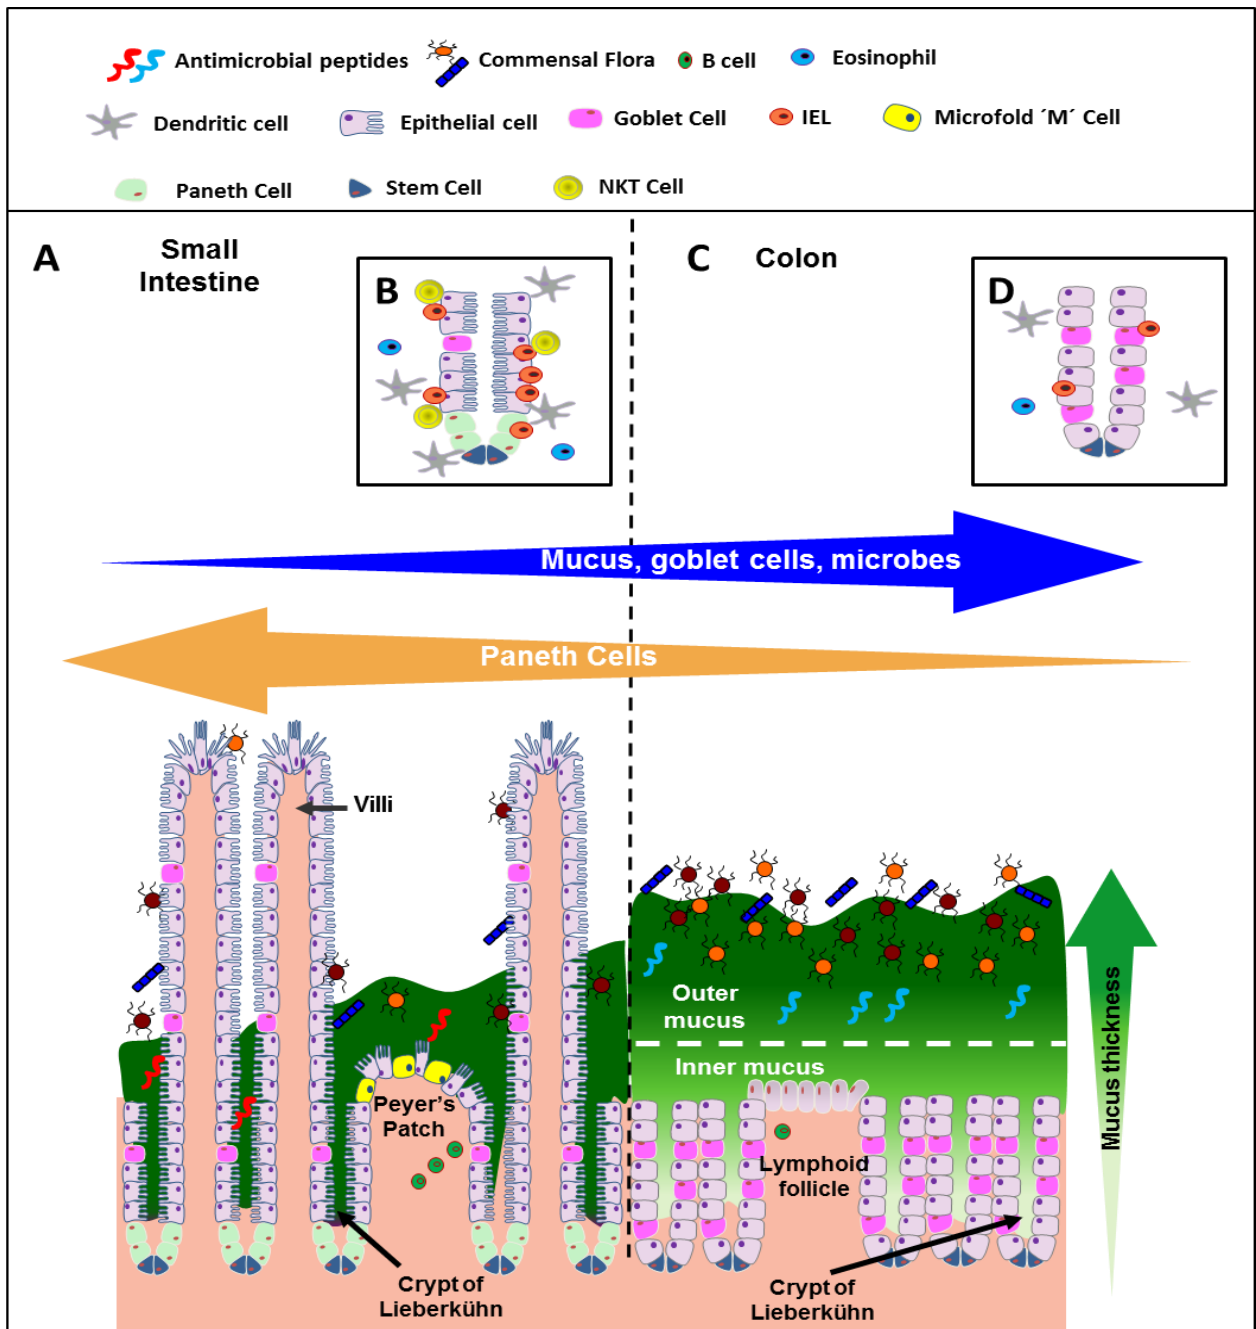 Antimicrobial peptides
Commensal Flora
B cell
Eosinophil
Dendritic cell
Epithelial cell
Goblet Cell
IEL
Microfold ´M´ Cell
Paneth Cell
Stem Cell
NKT Cell
A
Small
Intestine
B
C
Colon
D
Mucus, goblet cells, microbes
Paneth Cells
Villi
Outer
mucus
Inner mucus
Mucus thickness
Peyer's
Patch
Lymphoid
follicle
Crypt of
Lieberkühn
Crypt of
Lieberkühn